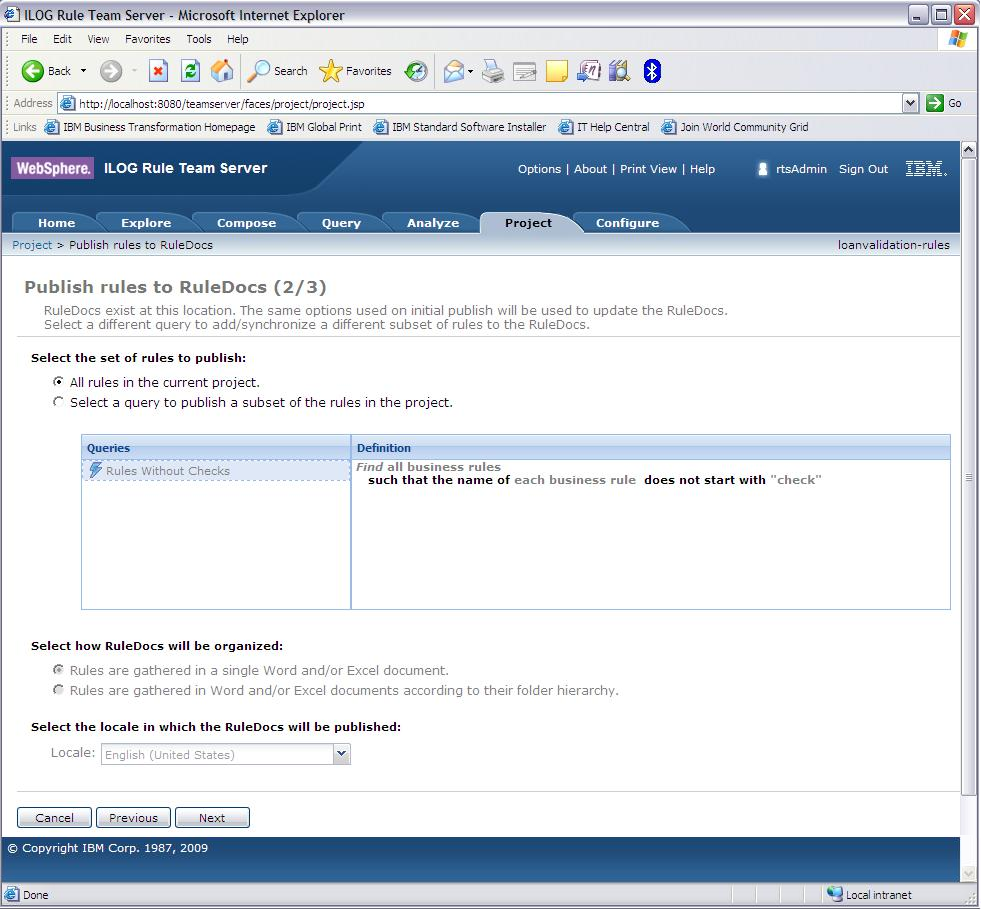 ILOG Rule Team Server - Microsoft Internet Explorer
File Edit View Favorites Tools Help
Back Search Favorites
Address http://localhost:8080/teamserver/faces/project/project.jsp Go
Links IBM Business Transformation Homepage IBM Global Print IBM Standard Software Installer IT Help Central Join World Community Grid
WebSphere. ILOG Rule Team Server Options | About | Print View | Help rtsAdmin Sign Out IBM.
Home Explore Compose Query Analyze Project Configure
Project > Publish rules to RuleDocs loanvalidation-rules
Publish rules to RuleDocs (2/3)
RuleDocs exist at this location. The same options used on initial publish will be used to update the RuleDocs.
Select a different query to add/synchronize a different subset of rules to the RuleDocs.
Select the set of rules to publish:
All rules in the current project.
Select a query to publish a subset of the rules in the project.
Queries Definition
Rules Without Checks
Find all business rules
such that the name of each business rule does not start with "check"
Select how RuleDocs will be organized:
Rules are gathered in a single Word and/or Excel document.
Rules are gathered in Word and/or Excel documents according to their folder hierarchy.
Select the locale in which the RuleDocs will be published:
Locale: English (United States)
Cancel Previous Next
© Copyright IBM Corp. 1987, 2009
Done Local intranet